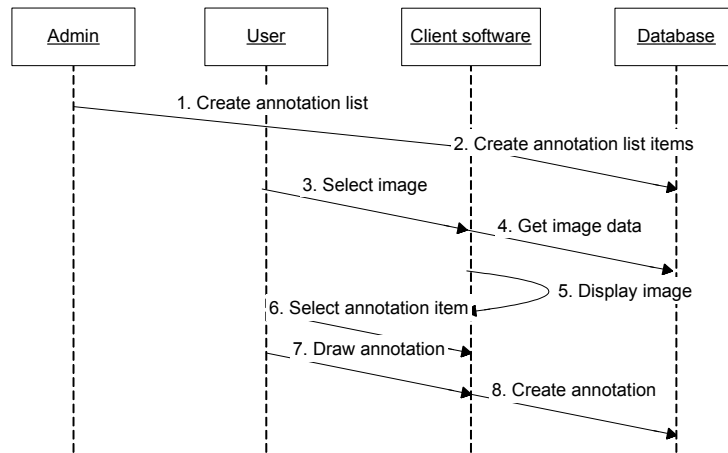 Admin
User
Client software
Database
1. Create annotation list
2. Create annotation list items
3. Select image
4. Get image data
5. Display image
6. Select annotation item
7. Draw annotation
8. Create annotation